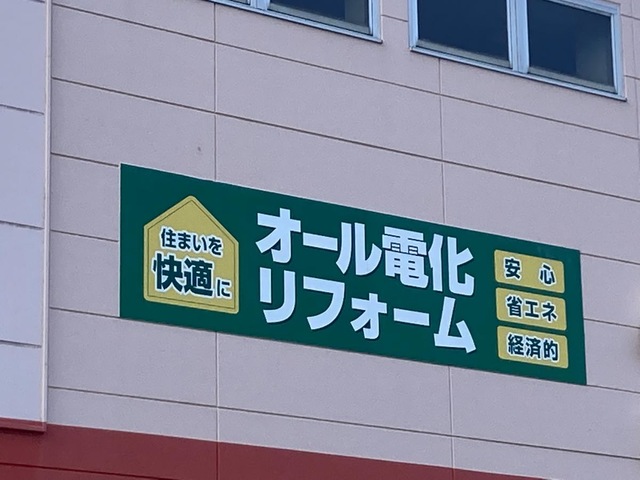 住まいを
快適に
オール電化
リフォーム
安心
省エネ
経済的